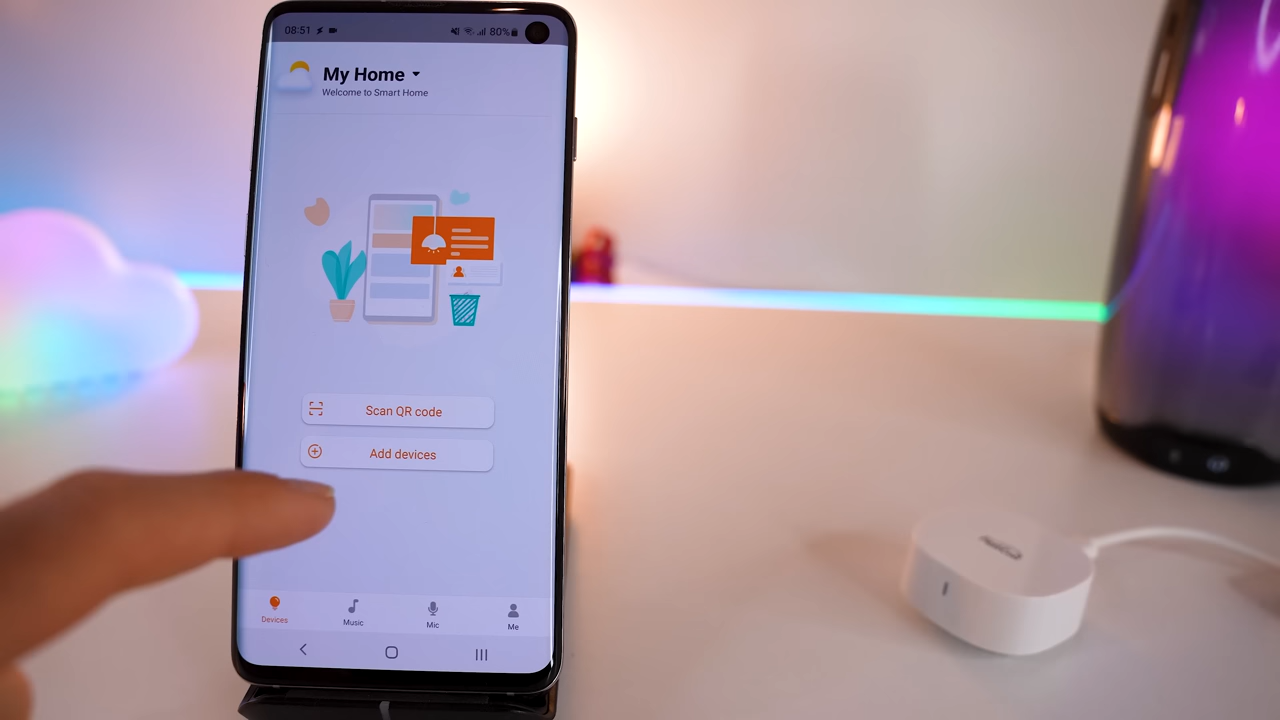 08:51
80%
My Home
Welcome to Smart Home
Scan QR code
Add devices
Devices
Music
Mic
Me